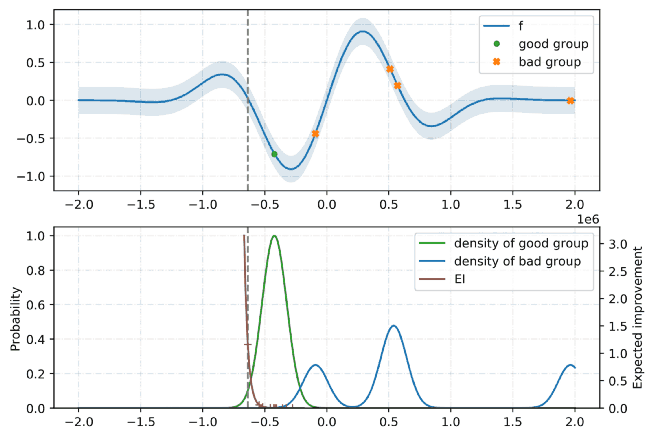 1.0
0.5
0.0
−0.5
−1.0
f
good group
bad group
−2.0 −1.5 −1.0 −0.5 0.0 0.5 1.0 1.5 2.0
1e6
1.0
0.8
0.6
0.4
0.2
0.0
Probability
density of good group
density of bad group
EI
3.0
2.5
2.0
1.5
1.0
0.5
0.0
Expected improvement
−2.0 −1.5 −1.0 −0.5 0.0 0.5 1.0 1.5 2.0